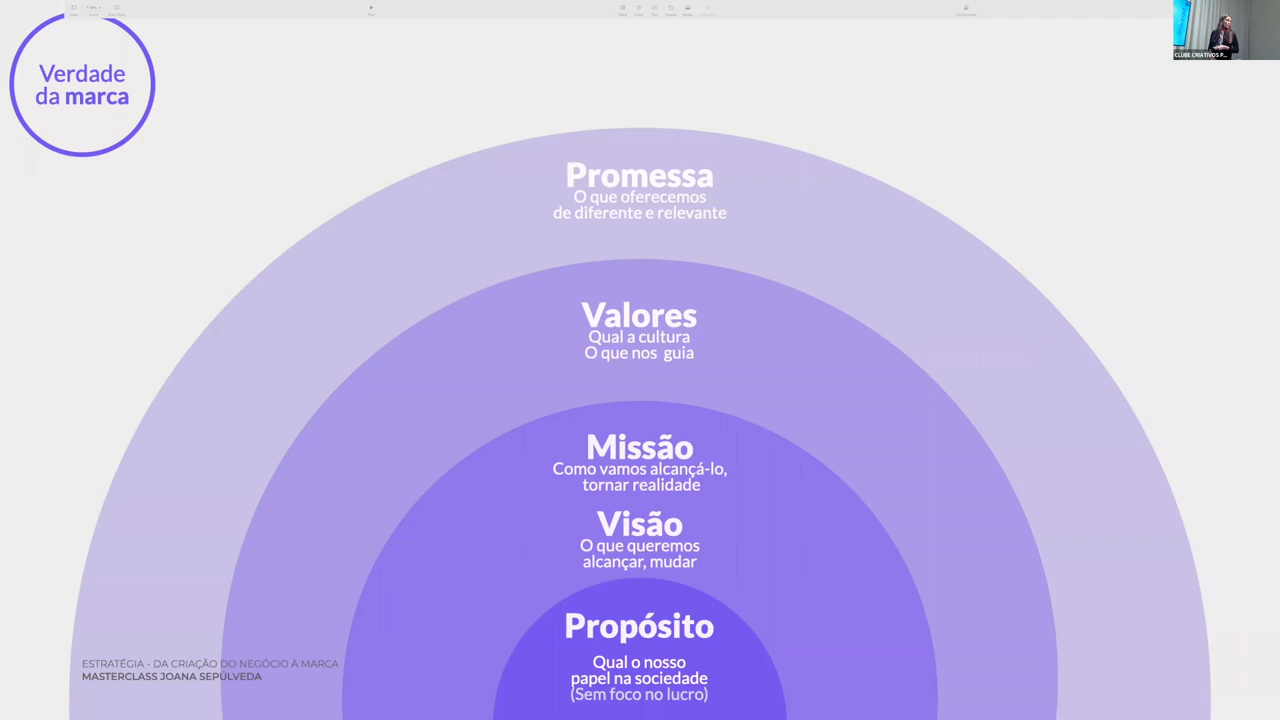 Verdade
da marca
CLUBE CRIATIVOS P...
Promessa
O que oferecemos
de diferente e relevante
Valores
Qual a cultura
O que nos guia
Missão
Como vamos alcançá-lo,
tornar realidade
Visão
O que queremos
alcançar, mudar
Propósito
Qual o nosso
papel na sociedade
(Sem foco no lucro)
ESTRATÉGIA - DA CRIAÇÃO DO NEGÓCIO À MARCA
MASTERCLASS JOANA SEPÚLVEDA